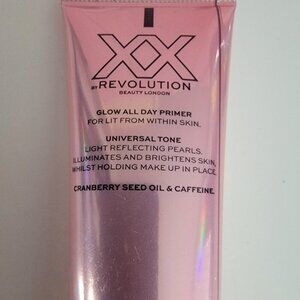 XX
BY REVOLUTION
BEAUTY LONDON
GLOW ALL DAY PRIMER
FOR LIT FROM WITHIN SKIN.
UNIVERSAL TONE
LIGHT REFLECTING PEARLS.
ILLUMINATES AND BRIGHTENS SKIN,
WHILST HOLDING MAKE UP IN PLACE.
CRANBERRY SEED OIL & CAFFEINE.